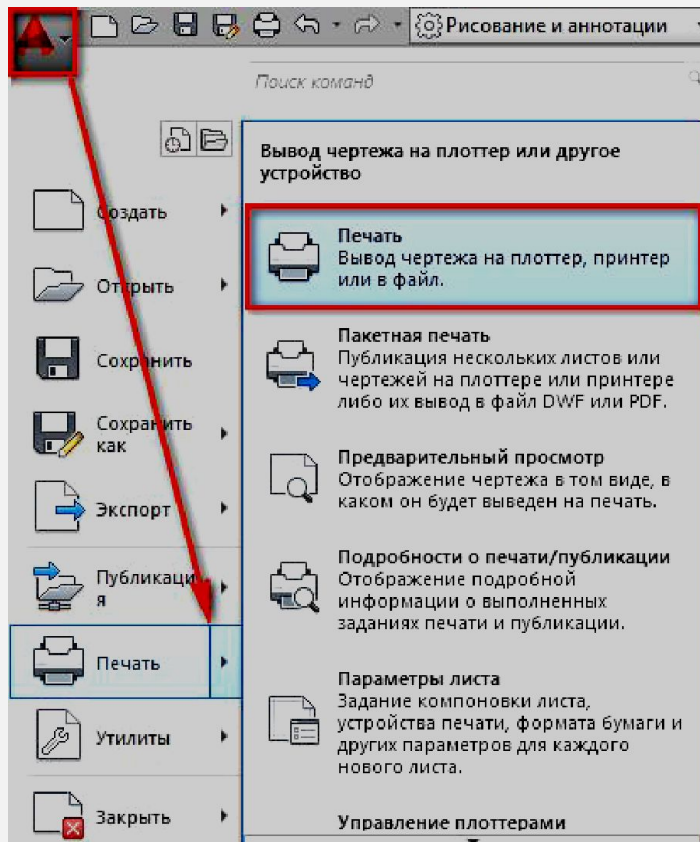 Рисование и аннотации
Поиск команд
Вывод чертежа на плоттер или другое
устройство
Создать
Открыть
Сохранить
Сохранить
как
Экспорт
Публикаци
я
Печать
Утилиты
Закрыть
Печать
Вывод чертежа на плоттер, принтер
или в файл.
Пакетная печать
Публикация нескольких листов или
чертежей на плоттере или принтере
либо их вывод в файл DWF или PDF.
Предварительный просмотр
Отображение чертежа в том виде, в
каком он будет выведен на печать.
Подробности о печати/публикации
Отображение подробной
информации о выполненных
заданиях печати и публикации.
Параметры листа
Задание компоновки листа,
устройства печати, формата бумаги и
других параметров для каждого
нового листа.
Управление плоттерами